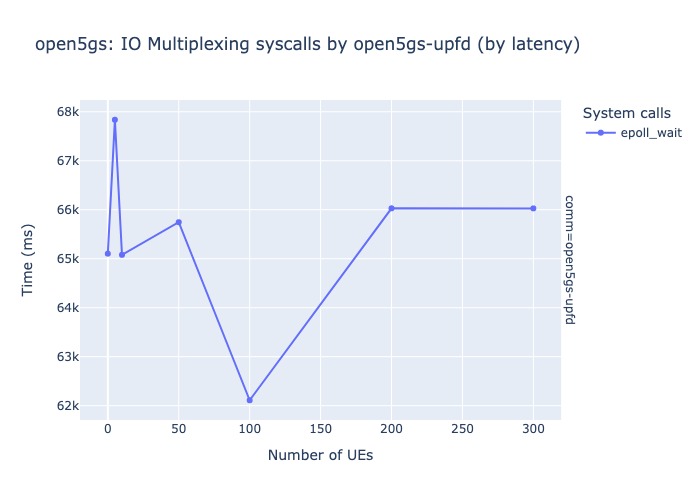 open5gs: IO Multiplexing syscalls by open5gs-upfd (by latency)
System calls
epoll_wait
68k
67k
66k
65k
64k
63k
62k
Time (ms)
comm=open5gs-upfd
0 50 100 150 200 250 300
Number of UEs